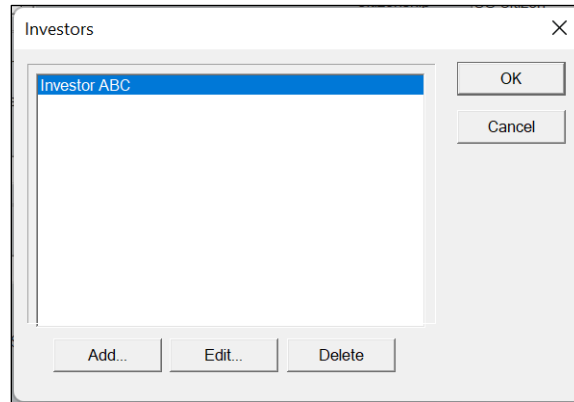 Investors
Investor ABC
OK
Cancel
Add...
Edit...
Delete